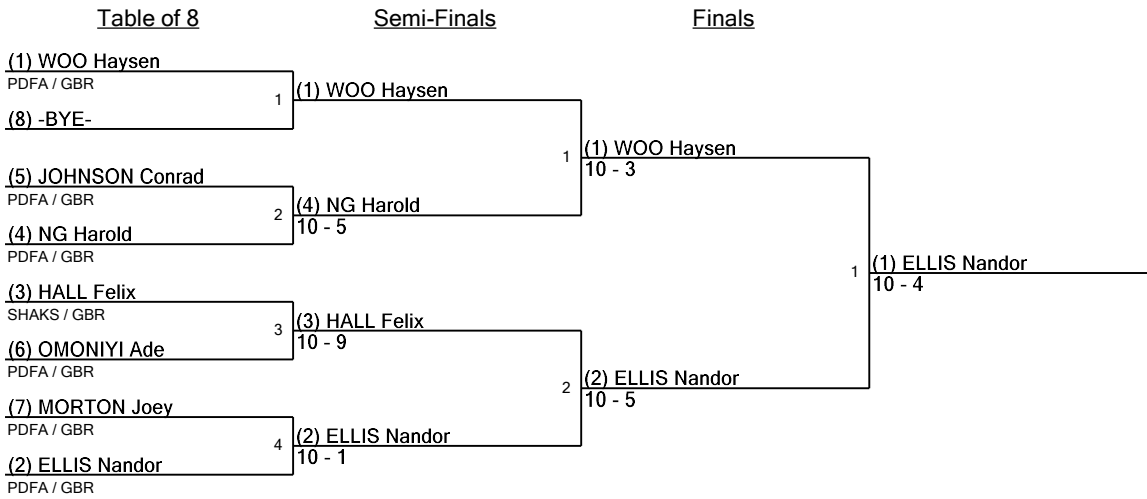 Table of 8
Semi-Finals
Finals
(1) WOO Haysen
PDFA / GBR
(8) -BYE-
(5) JOHNSON Conrad
PDFA / GBR
(4) NG Harold
PDFA / GBR
(3) HALL Felix
SHAKS / GBR
(6) OMONIYI Ade
PDFA / GBR
(7) MORTON Joey
PDFA / GBR
(2) ELLIS Nandor
PDFA / GBR
1
(1) WOO Haysen
2
(4) NG Harold
10 - 5
3
(3) HALL Felix
10 - 9
4
(2) ELLIS Nandor
10 - 1
1
(1) WOO Haysen
10 - 3
2
(2) ELLIS Nandor
10 - 5
1
(1) ELLIS Nandor
10 - 4